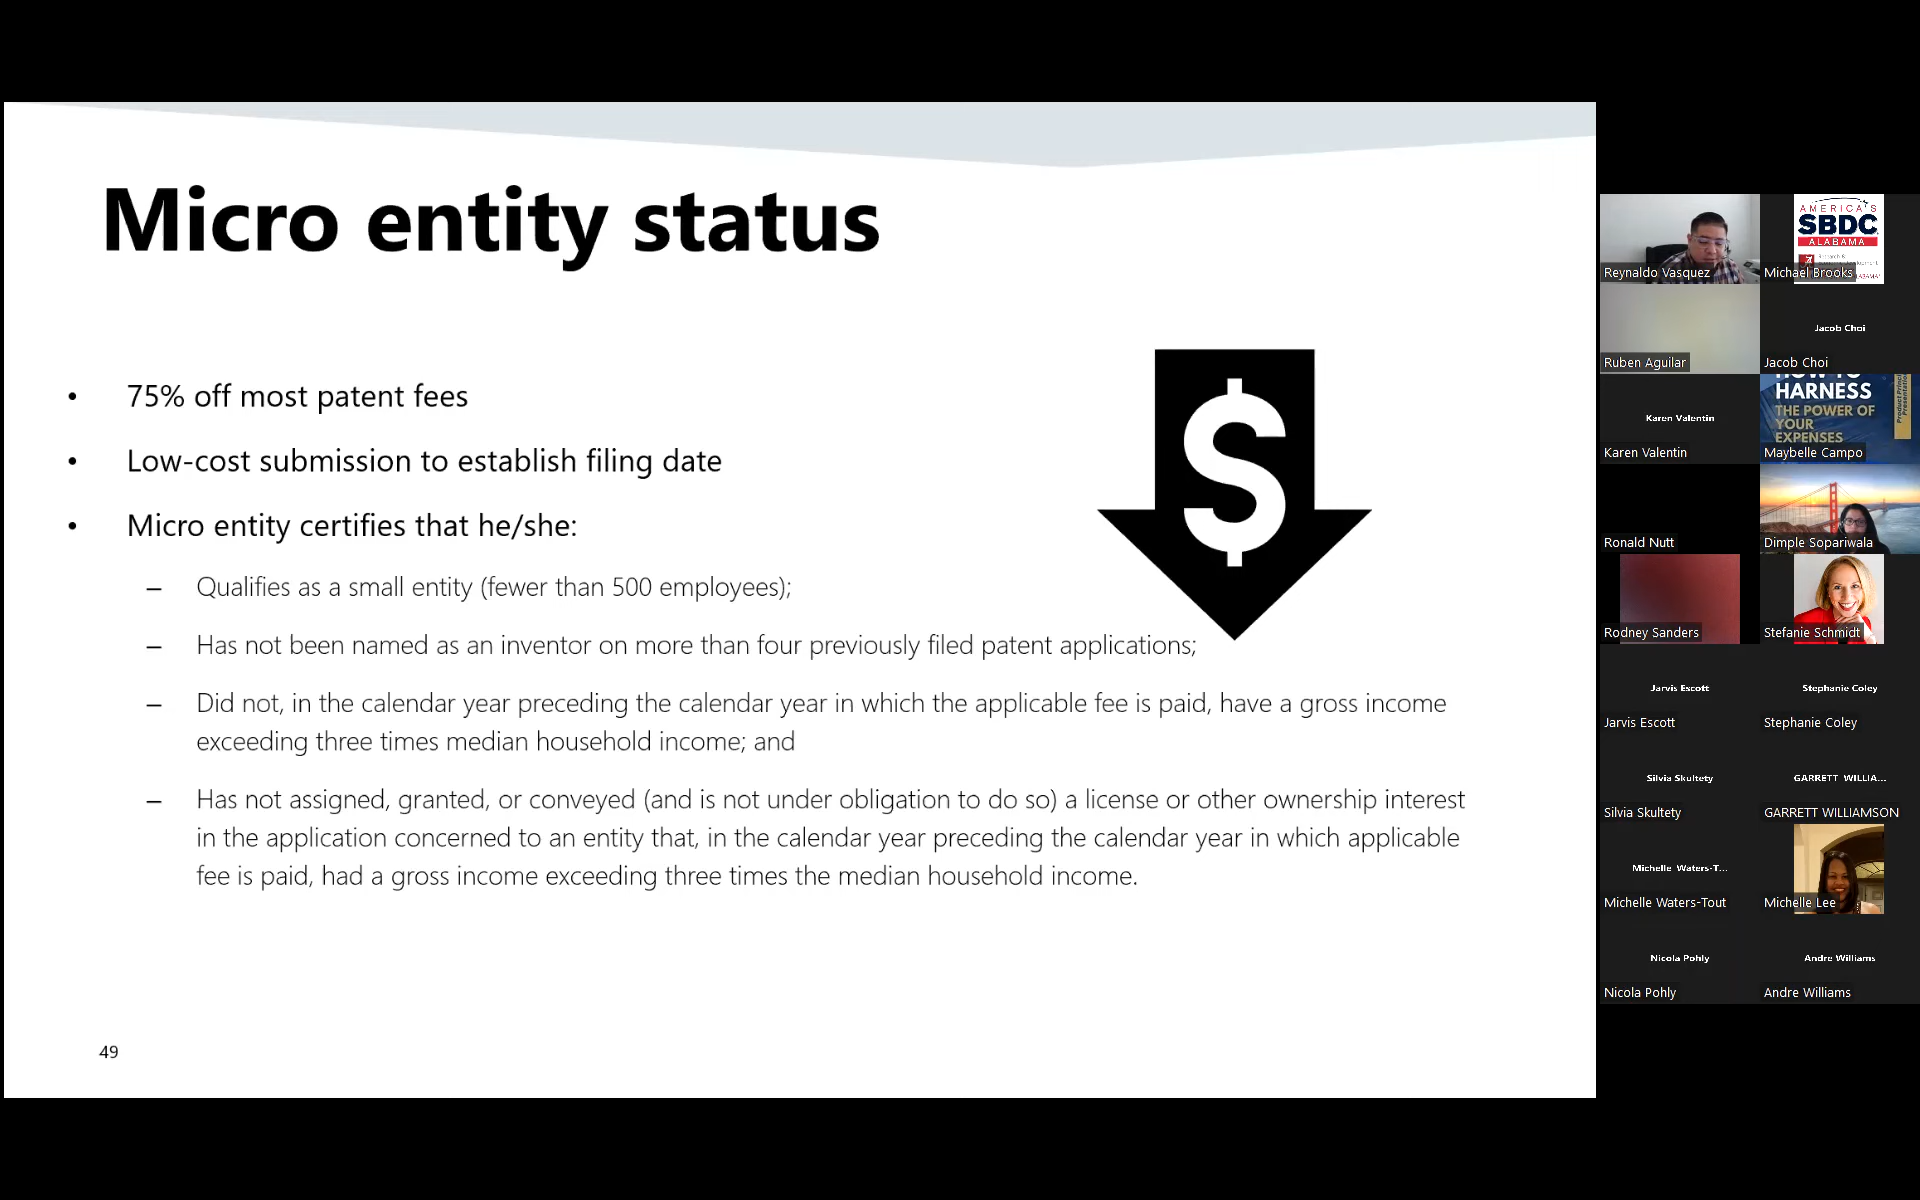 Micro entity status
• 75% off most patent fees
• Low-cost submission to establish filing date
• Micro entity certifies that he/she:
– Qualifies as a small entity (fewer than 500 employees);
– Has not been named as an inventor on more than four previously filed patent applications;
– Did not, in the calendar year preceding the calendar year in which the applicable fee is paid, have a gross income
exceeding three times median household income; and
– Has not assigned, granted, or conveyed (and is not under obligation to do so) a license or other ownership interest
in the application concerned to an entity that, in the calendar year preceding the calendar year in which applicable
fee is paid, had a gross income exceeding three times the median household income.
$
49
Reynaldo Vasquez
AMERICA'S
SBDC
ALABAMA
Michael Brooks
Ruben Aguilar
Jacob Choi
Jacob Choi
Karen Valentin
Karen Valentin
HOW TO
HARNESS
THE POWER OF
YOUR
EXPENSES
Maybelle Campo
Ronald Nutt
Dimple Sopariwala
Rodney Sanders
Stefanie Schmidt
Jarvis Escott
Jarvis Escott
Stephanie Coley
Stephanie Coley
Silvia Skultety
Silvia Skultety
GARRETT WILLIA...
GARRETT WILLIAMSON
Michelle Waters-T...
Michelle Waters-Tout
Michelle Lee
Nicola Pohly
Nicola Pohly
Andre Williams
Andre Williams